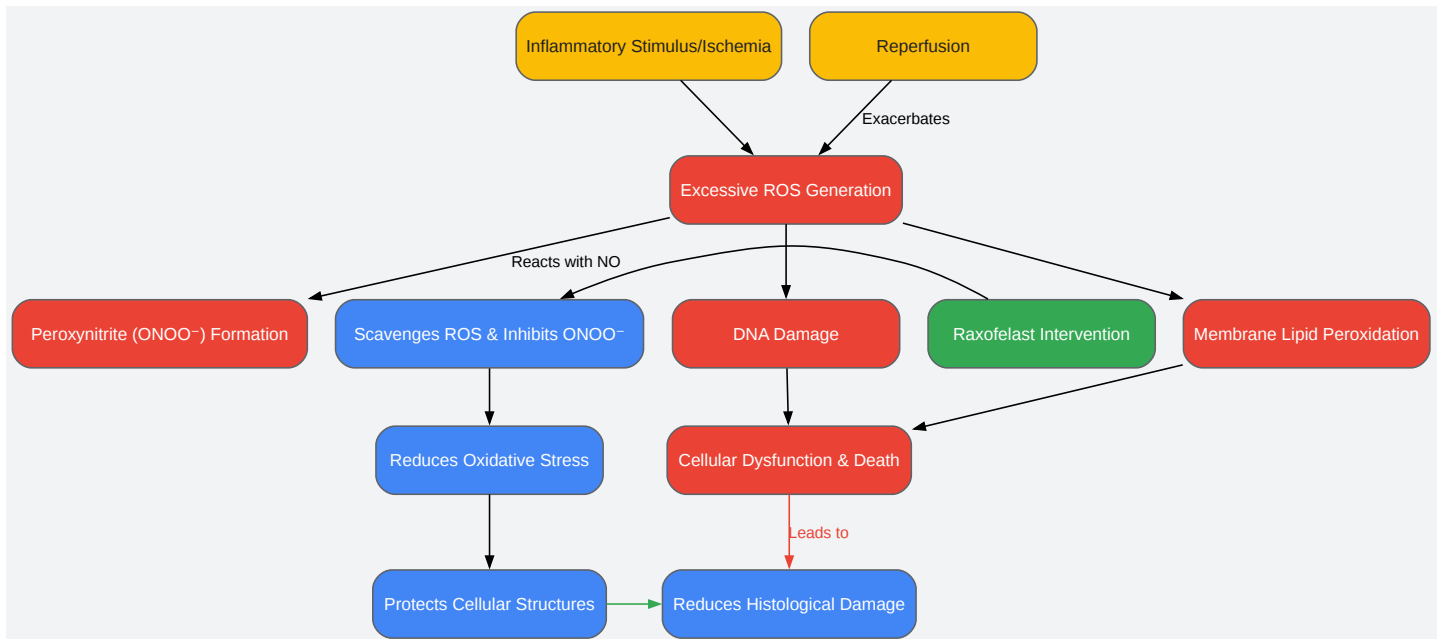 Inflammatory Stimulus/Ischemia
Reperfusion
Exacerbates
Excessive ROS Generation
Reacts with NO
Peroxynitrite (ONOO⁻) Formation
Scavenges ROS & Inhibits ONOO⁻
DNA Damage
Raxofelast Intervention
Membrane Lipid Peroxidation
Reduces Oxidative Stress
Cellular Dysfunction & Death
Leads to
Protects Cellular Structures
Reduces Histological Damage